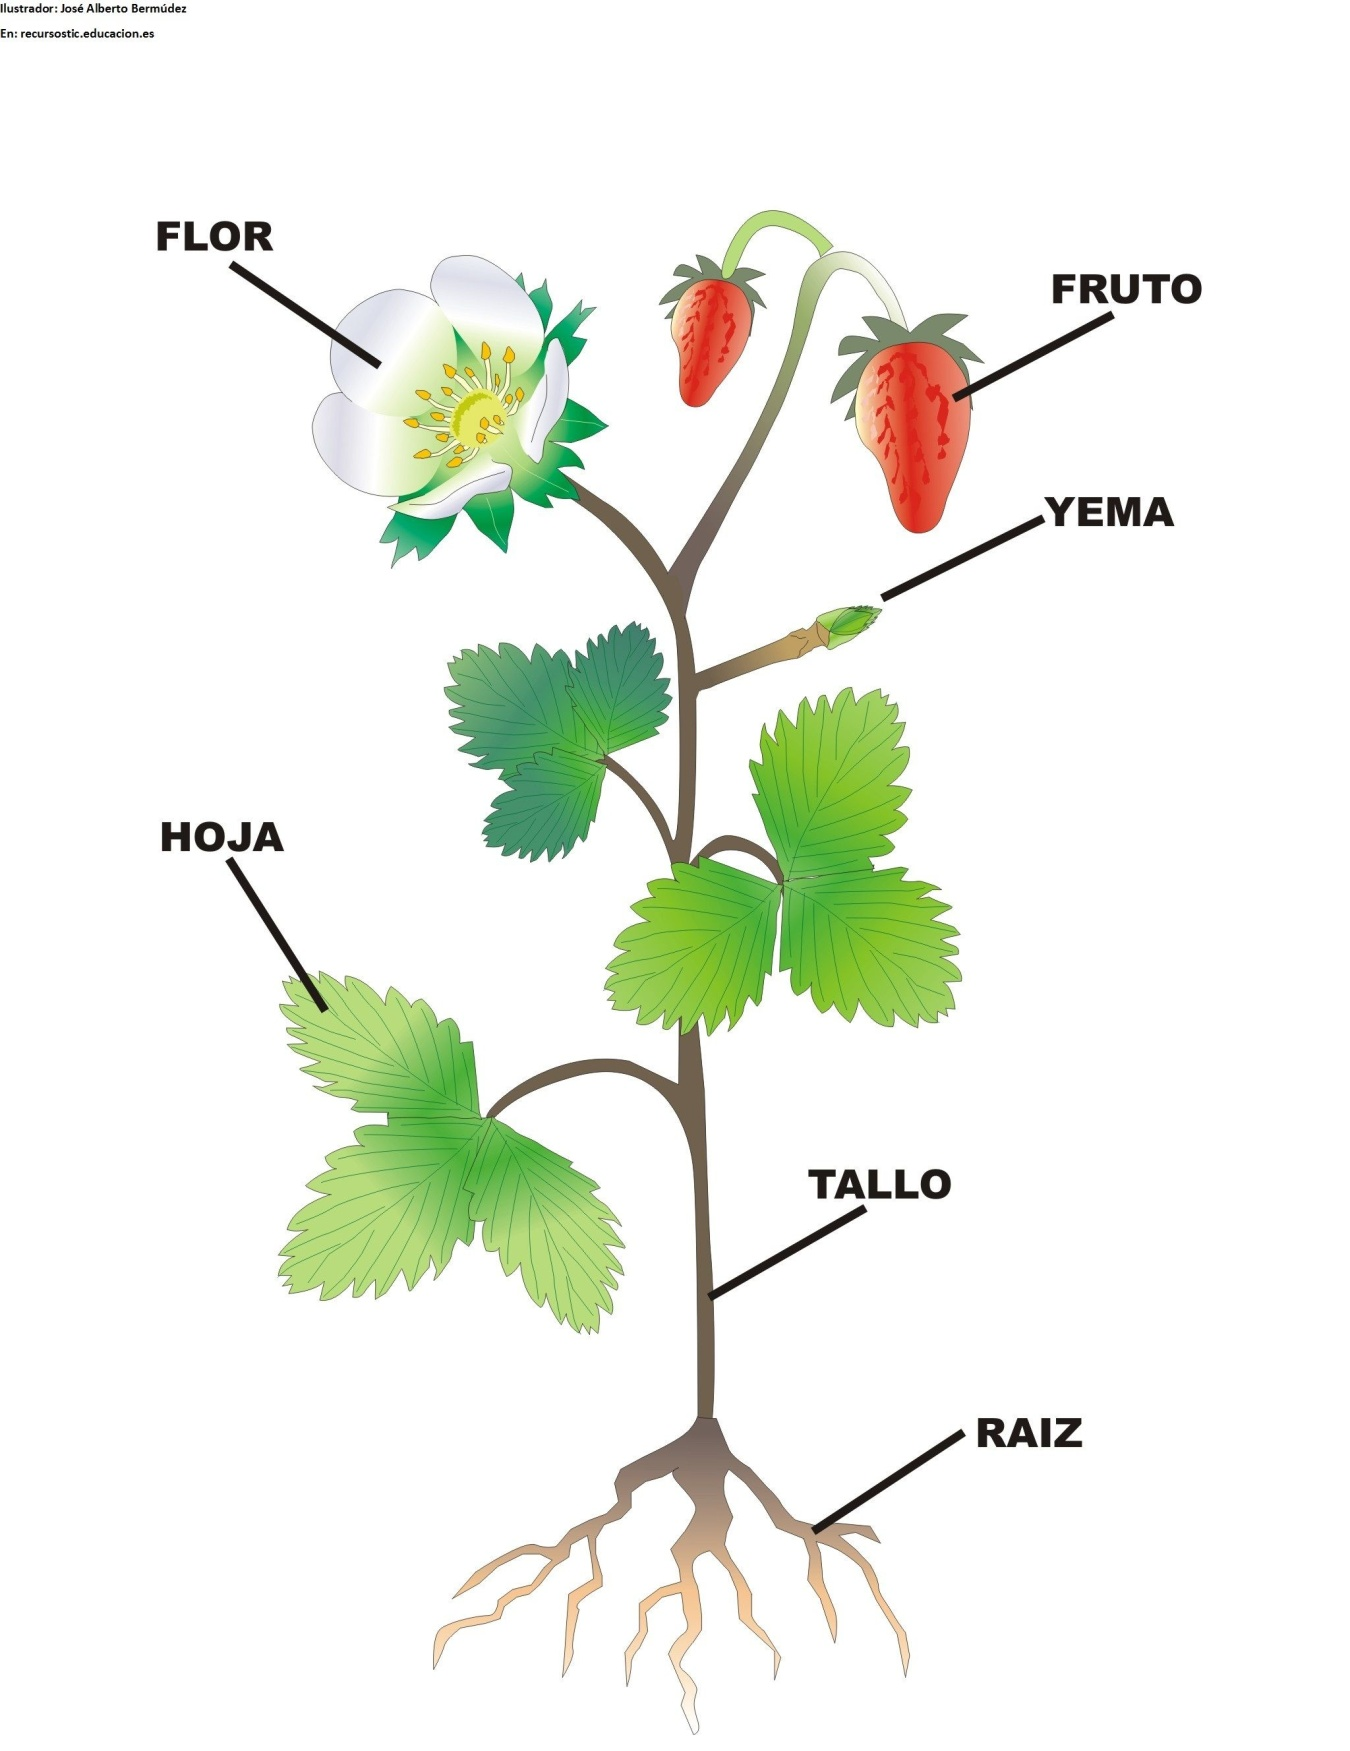 Ilustrador: José Alberto Bermúdez
En: recursostic.educacion.es
FLOR
FRUTO
YEMA
HOJA
TALLO
RAIZ